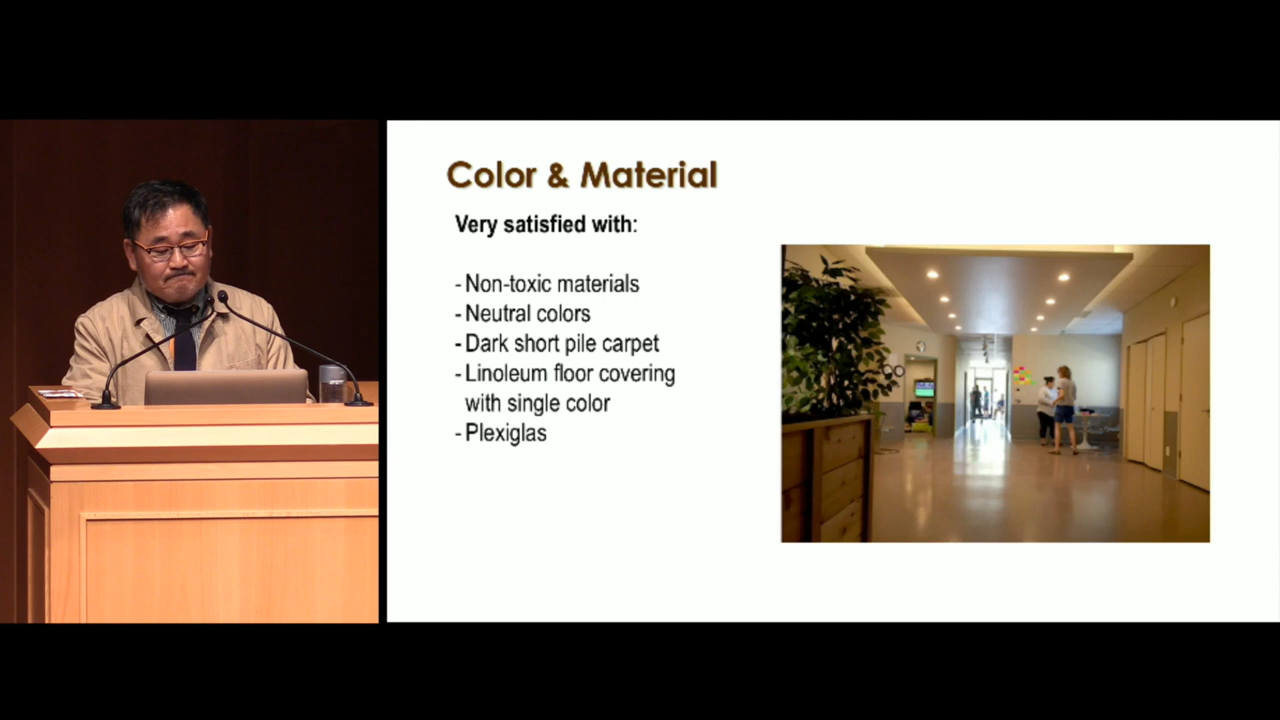 Color & Material
Very satisfied with:
- Non-toxic materials
- Neutral colors
- Dark short pile carpet
- Linoleum floor covering
with single color
- Plexiglas